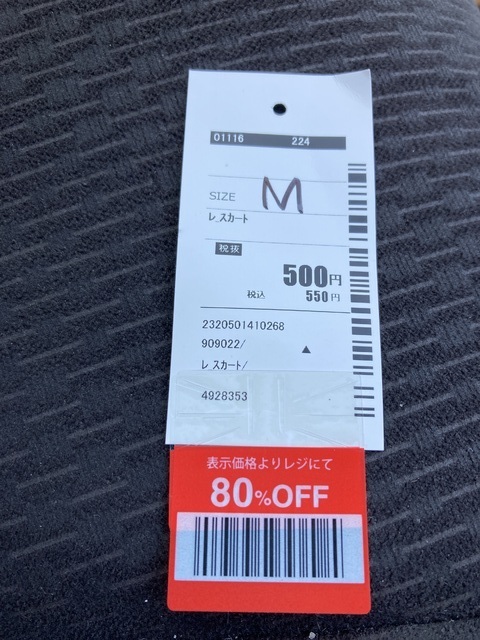 01116 224
SIZE M
レ_スカート
税抜
500円
税込 550円
2320501410268
909022/ ▲
レ_スカート/
4928353
表示価格よりレジにて
80%OFF